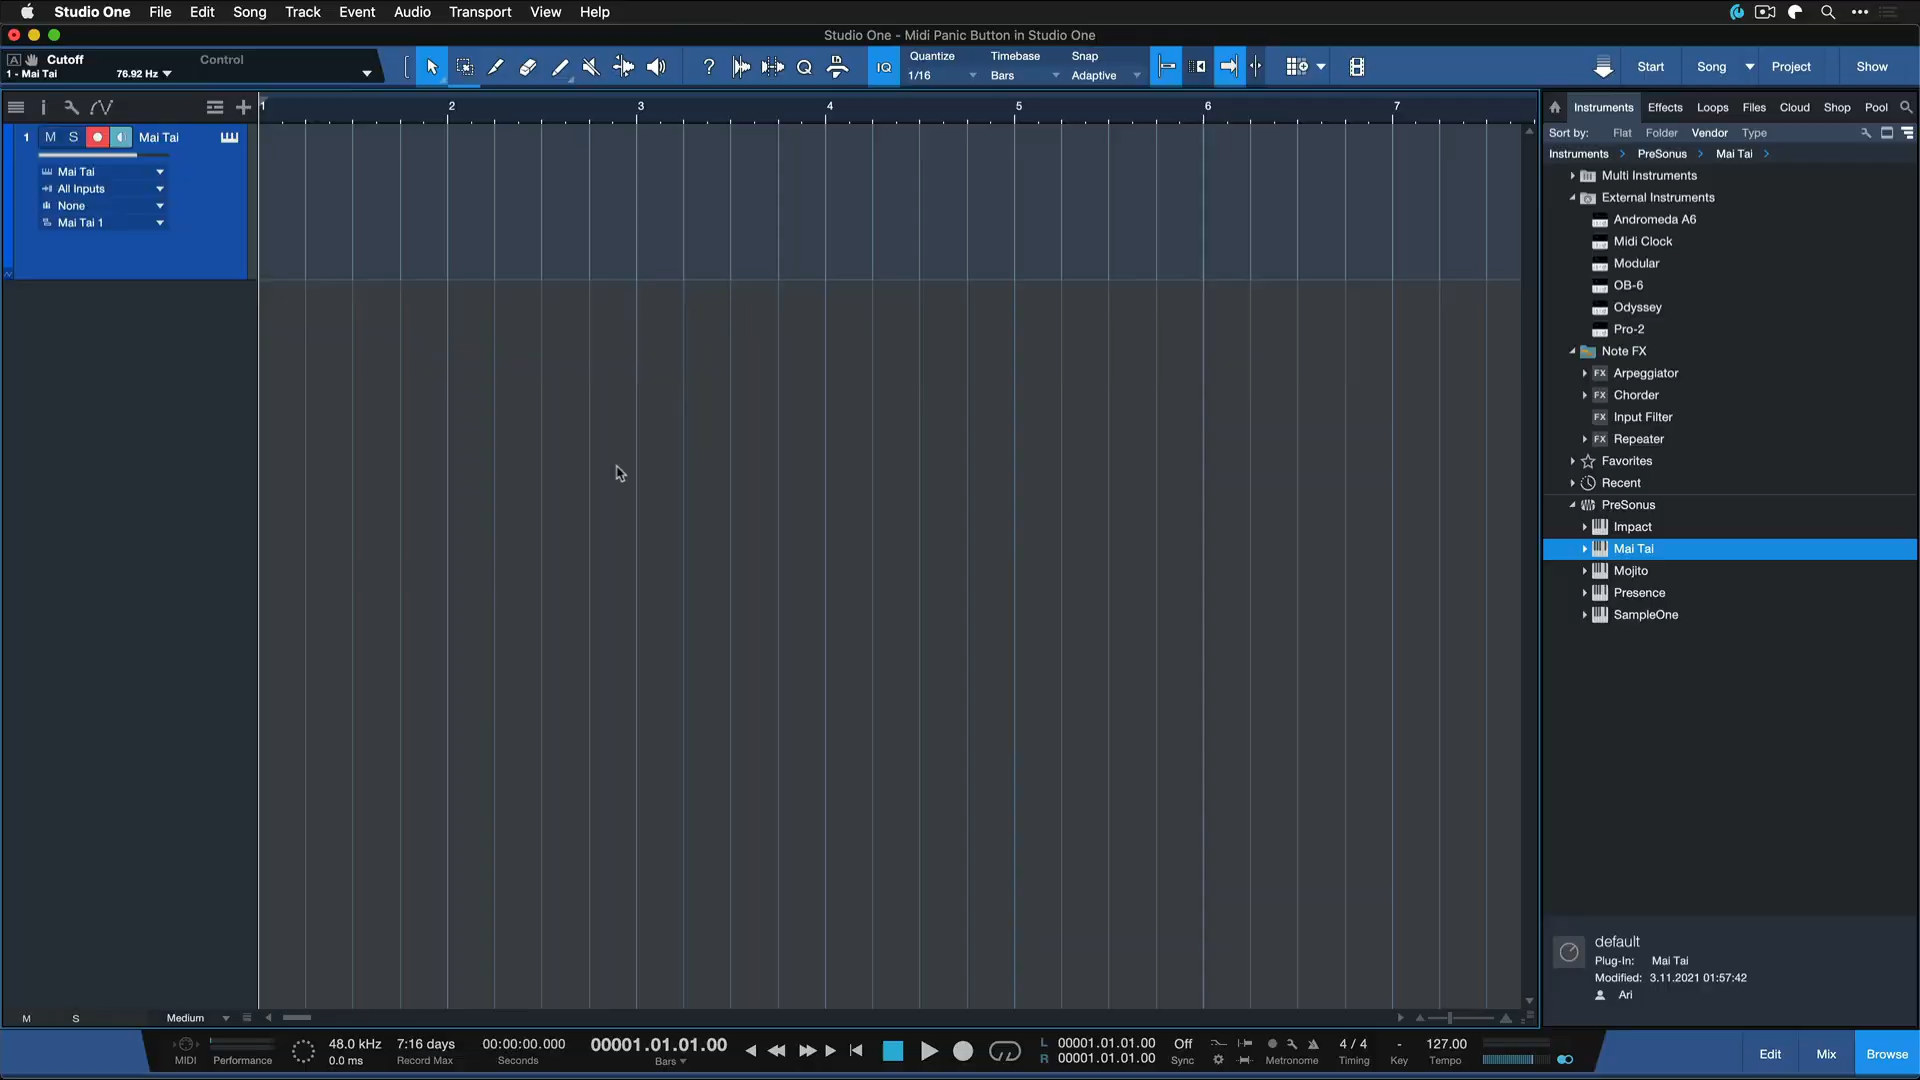 Studio One File Edit Song Track Event Audio Transport View Help
Studio One - Midi Panic Button in Studio One
Cutoff Control
1 - Mai Tai 76.92 Hz
IQ
Quantize Timebase Snap
1/16 Bars Adaptive
Start Song Project Show
1 2 3 4 5 6 7
1 M S Mai Tai
Mai Tai
All Inputs
None
Mai Tai 1
Instruments Effects Loops Files Cloud Shop Pool
Sort by: Flat Folder Vendor Type
Instruments PreSonus Mai Tai
Multi Instruments
External Instruments
Andromeda A6
Midi Clock
Modular
OB-6
Odyssey
Pro-2
Note FX
FX Arpeggiator
FX Chorder
FX Input Filter
FX Repeater
Favorites
Recent
PreSonus
Impact
Mai Tai
Mojito
Presence
SampleOne
default
Plug-In: Mai Tai
Modified: 3.11.2021 01:57:42
Ari
M S Medium
MIDI
Performance
48.0 kHz
0.0 ms
7:16 days
Record Max
00:00:00.000
Seconds
00001.01.01.00
Bars
L 00001.01.01.00
R 00001.01.01.00
Off
Sync
Metronome
4 / 4
Timing
-
Key
127.00
Tempo
Edit Mix Browse